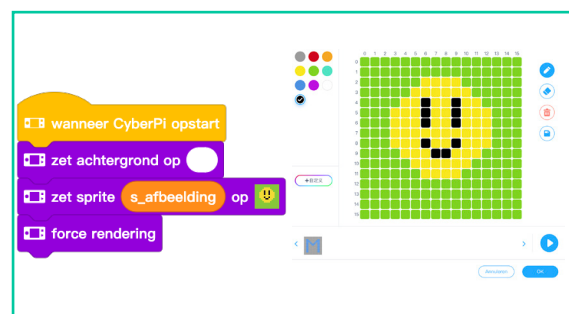 wanneer CyberPi opstart
zet achtergrond op
zet sprite s_afbeelding op
force rendering
0 1 2 3 4 5 6 7 8 9 10 11 12 13 14 15
0
1
2
3
4
5
6
7
8
9
10
11
12
13
14
15
M
Annuleren
OK